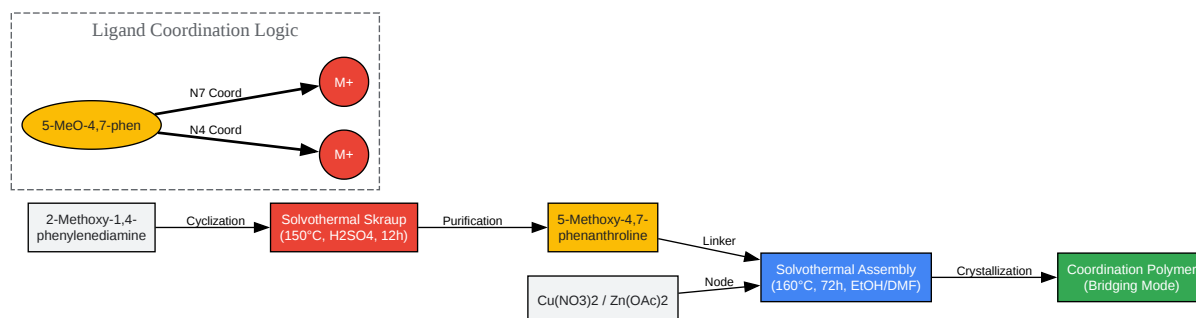 Ligand Coordination Logic
M+
N7 Coord
5-MeO-4,7-phen
N4 Coord
M+
2-Methoxy-1,4-
phenylenediamine
Cyclization
Solvothermal Skraup
(150°C, H2SO4, 12h)
Purification
5-Methoxy-4,7-
phenanthroline
Linker
Cu(NO3)2 / Zn(OAc)2
Node
Solvothermal Assembly
(160°C, 72h, EtOH/DMF)
Crystallization
Coordination Polymer
(Bridging Mode)